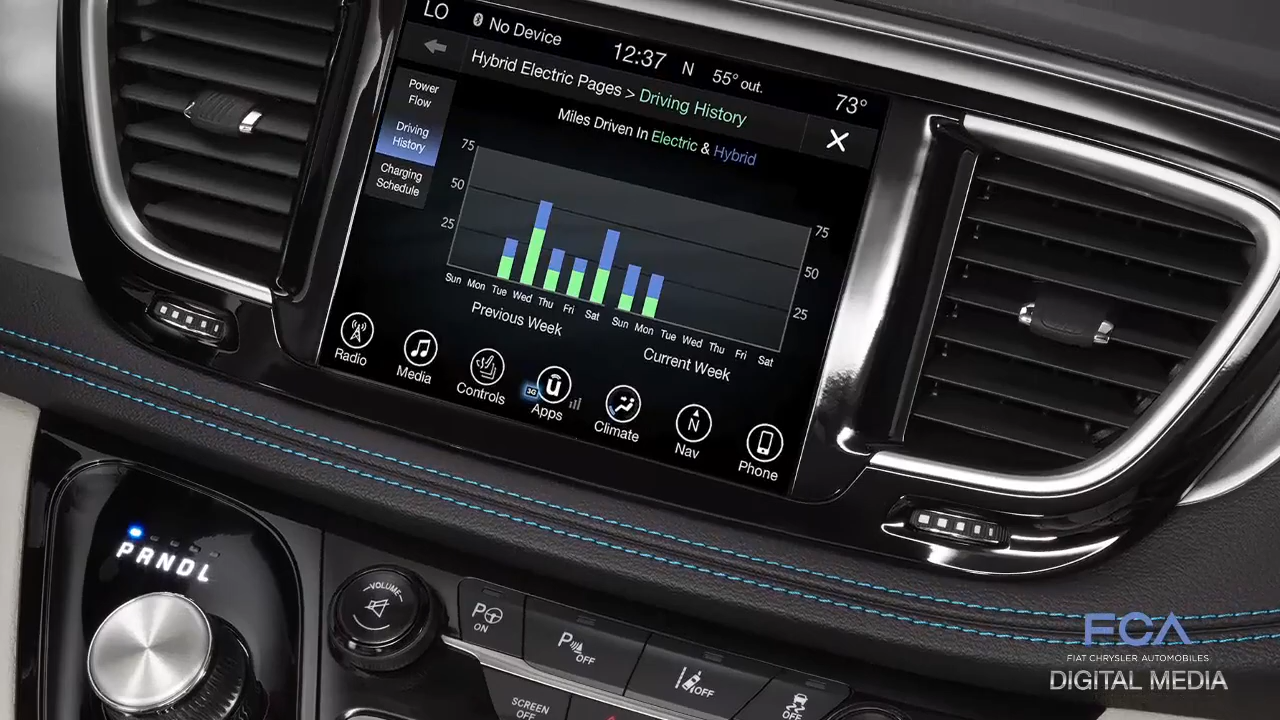 LO No Device 12:37 N 55° out. 73°
Hybrid Electric Pages > Driving History
Power Flow
Driving History
Charging Schedule
Miles Driven In Electric & Hybrid
75
50
25
75
50
25
Sun Mon Tue Wed Thu Fri Sat Sun Mon Tue Wed Thu Fri Sat
Previous Week
Current Week
Radio
Media
Controls
3G
Apps
Climate
N
Nav
Phone
PRNDL
VOLUME
P ON
P OFF
OFF
OFF
SCREEN OFF
FCA
FIAT CHRYSLER AUTOMOBILES
DIGITAL MEDIA